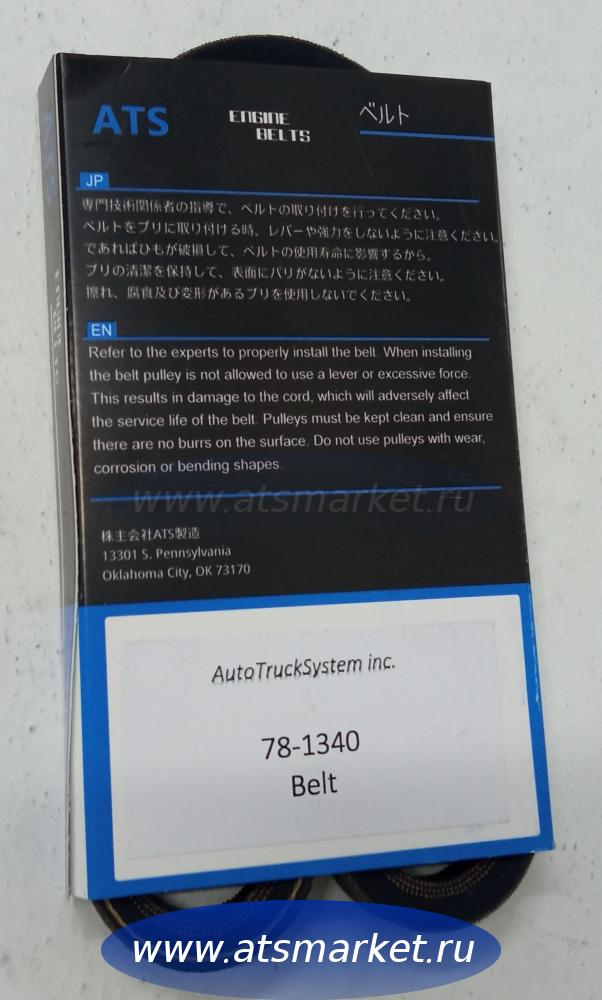 ATS
ENGINE
BELTS
ベルト
JP
専門技術関係者の指導で、ベルトの取り付けを行ってください。
ベルトをプリに取り付ける時、レバーや強力をしないように注意ください。
であればひもが破損して、ベルトの使用寿命に影響するから。
プリの清潔を保持して、表面にバリがないように注意ください。
擦れ、腐食及び変形があるプリを使用しないでください。
EN
Refer to the experts to properly install the belt. When installing
the belt pulley is not allowed to use a lever or excessive force.
This results in damage to the cord, which will adversely affect
the service life of the belt. Pulleys must be kept clean and ensure
there are no burrs on the surface. Do not use pulleys with wear,
corrosion or bending shapes.
www.atsmarket.ru
株主会社ATS製造
13301 S. Pennsylvania
Oklahoma City, OK 73170
AutoTruckSystem inc.
78-1340
Belt
www.atsmarket.ru
ATS